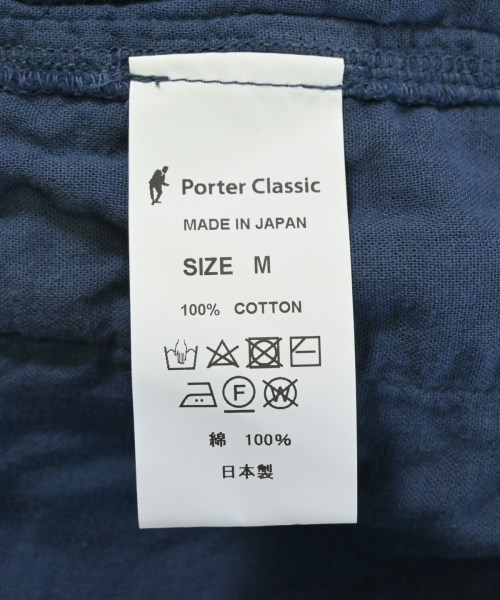 Porter Classic
MADE IN JAPAN
SIZE M
100% COTTON
F W
綿 100%
日本製